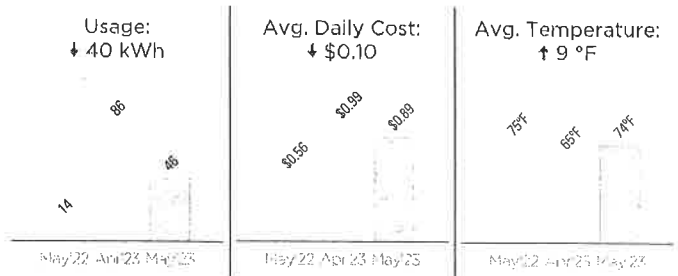 Usage:
↓ 40 kWh
86
46
14
May'22 Apr'23 May'23
Avg. Daily Cost:
↓ $0.10
$0.99
$0.89
$0.56
May'22 Apr'23 May'23
Avg. Temperature:
↑ 9 °F
75°F
65°F
74°F
May'22 Apr'23 May'23